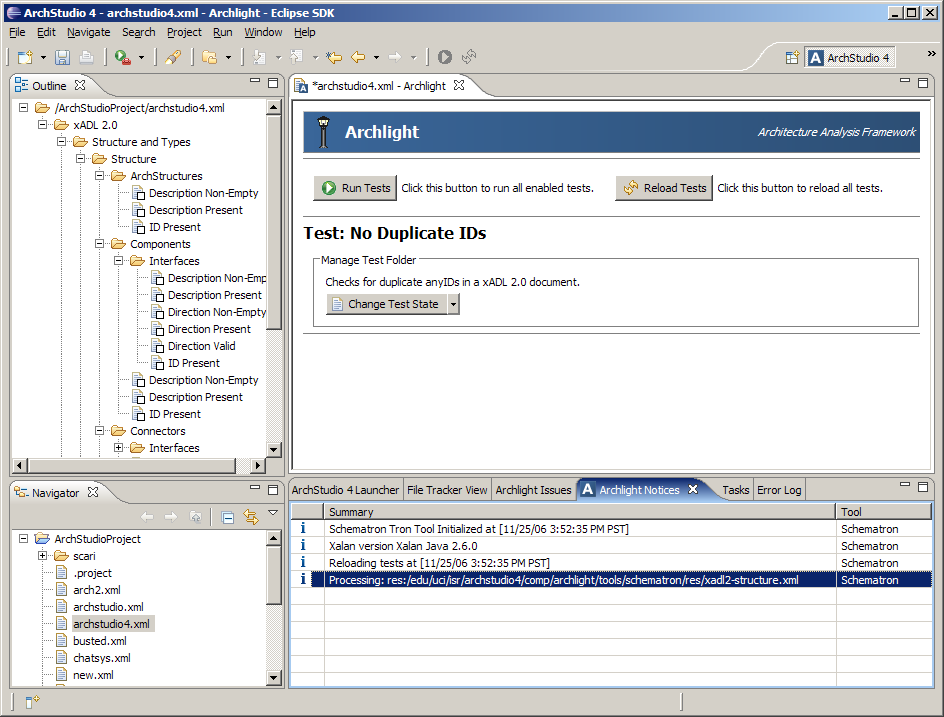 ArchStudio 4 - archstudio4.xml - Archlight - Eclipse SDK
File Edit Navigate Search Project Run Window Help
A ArchStudio 4 »
Outline
/ArchStudioProject/archstudio4.xml
xADL 2.0
Structure and Types
Structure
ArchStructures
Description Non-Empty
Description Present
ID Present
Components
Interfaces
Description Non-Emp
Description Present
Direction Non-Empty
Direction Present
Direction Valid
ID Present
Description Non-Empty
Description Present
ID Present
Connectors
Interfaces
*archstudio4.xml - Archlight
Archlight
Architecture Analysis Framework
Run Tests Click this button to run all enabled tests.
Reload Tests Click this button to reload all tests.
Test: No Duplicate IDs
Manage Test Folder
Checks for duplicate anyIDs in a xADL 2.0 document.
Change Test State
Navigator
ArchStudioProject
scari
.project
arch2.xml
archstudio.xml
archstudio4.xml
busted.xml
chatsys.xml
new.xml
ArchStudio 4 Launcher File Tracker View Archlight Issues A Archlight Notices Tasks Error Log
Summary Tool
i Schematron Tron Tool Initialized at [11/25/06 3:52:35 PM PST] Schematron
i Xalan version Xalan Java 2.6.0 Schematron
i Reloading tests at [11/25/06 3:52:35 PM PST] Schematron
i Processing: res:/edu/uci/isr/archstudio4/comp/archlight/tools/schematron/res/xadl2-structure.xml Schematron